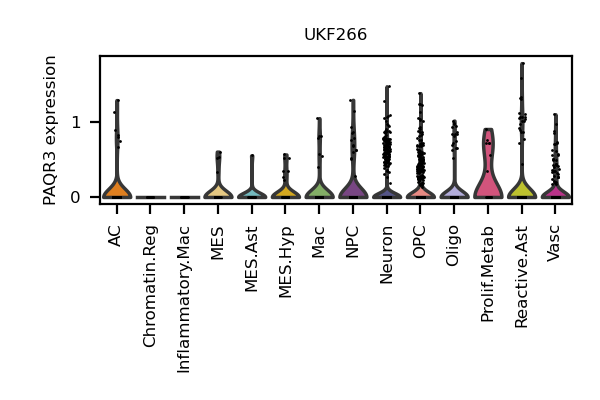 UKF266
PAQR3 expression
1
0
AC
Chromatin.Reg
Inflammatory.Mac
MES
MES.Ast
MES.Hyp
Mac
NPC
Neuron
OPC
Oligo
Prolif.Metab
Reactive.Ast
Vasc